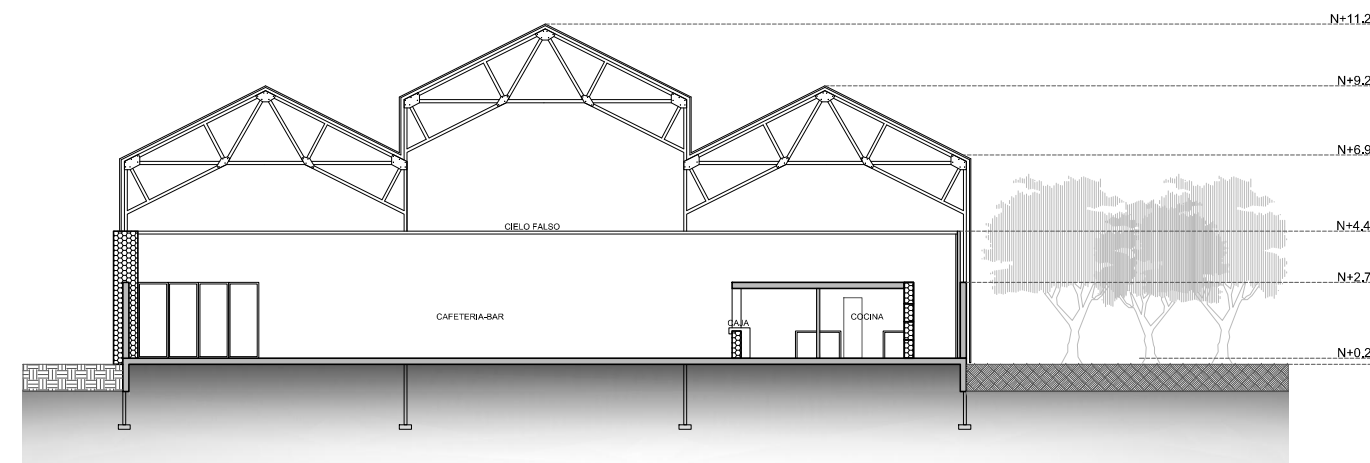 N+11.2
N+9.2
N+6.9
CIELO FALSO
N+4.4
N+2.7
CAFETERIA-BAR
CAJA
COCINA
N+0.2